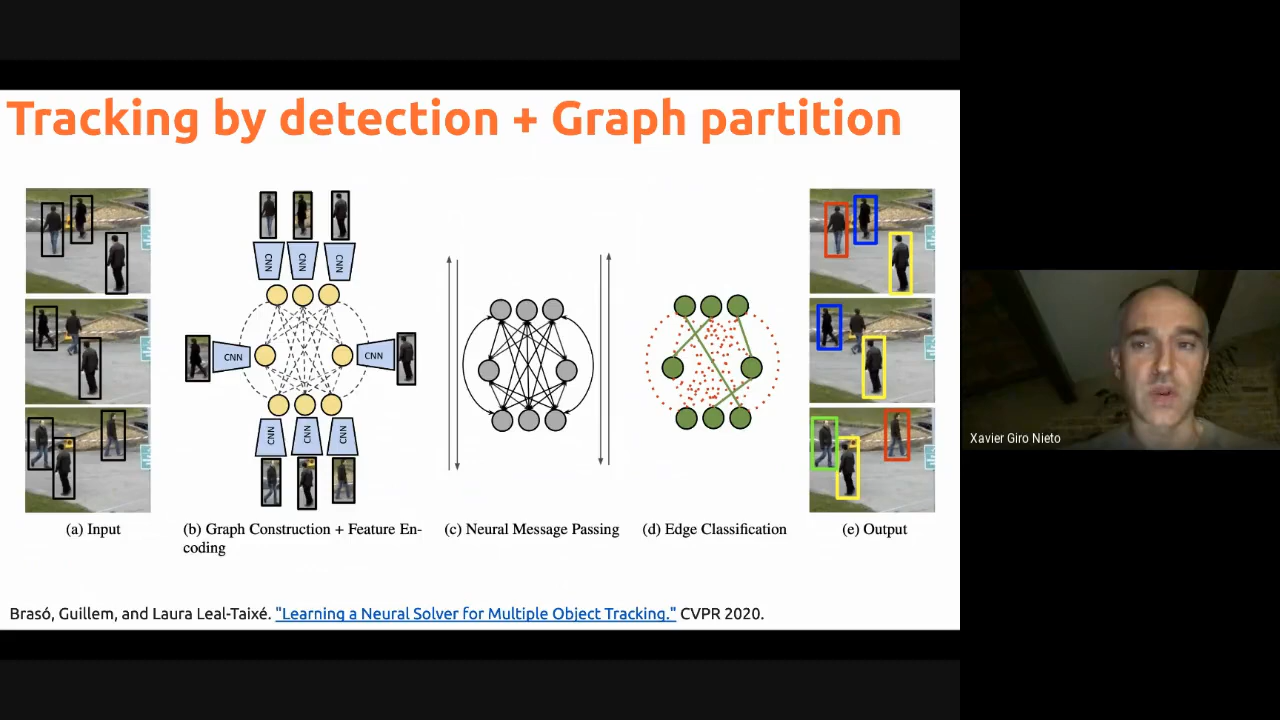 Tracking by detection + Graph partition
CNN
CNN
CNN
CNN
CNN
CNN
CNN
CNN
(a) Input
(b) Graph Construction + Feature En-
coding
(c) Neural Message Passing
(d) Edge Classification
(e) Output
Brasó, Guillem, and Laura Leal-Taixé. "Learning a Neural Solver for Multiple Object Tracking." CVPR 2020.
Xavier Giro Nieto